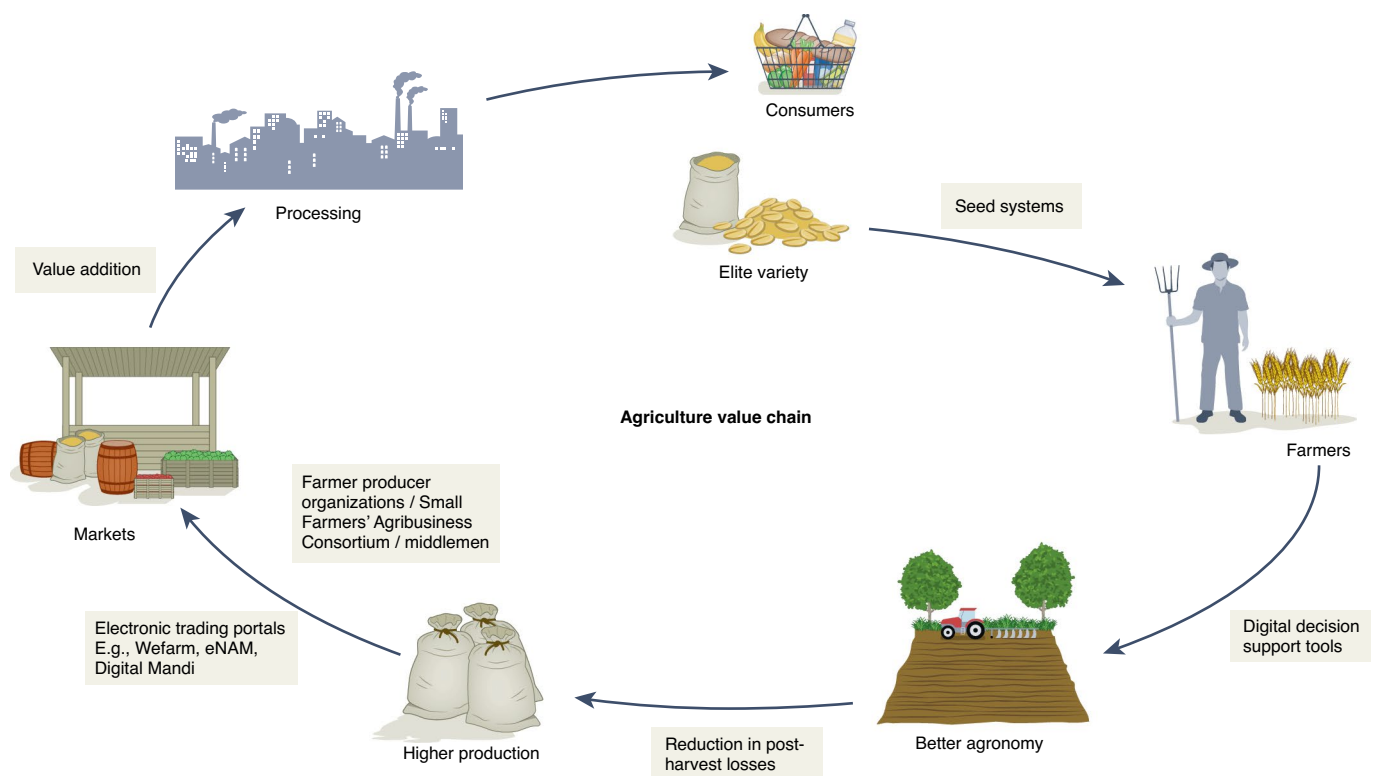 Consumers
Processing
Seed systems
Value addition
Elite variety
Agriculture value chain
Farmers
Farmer producer
organizations / Small
Farmers’ Agribusiness
Consortium / middlemen
Markets
Electronic trading portals
E.g., Wefarm, eNAM,
Digital Mandi
Digital decision
support tools
Higher production
Reduction in post-
harvest losses
Better agronomy